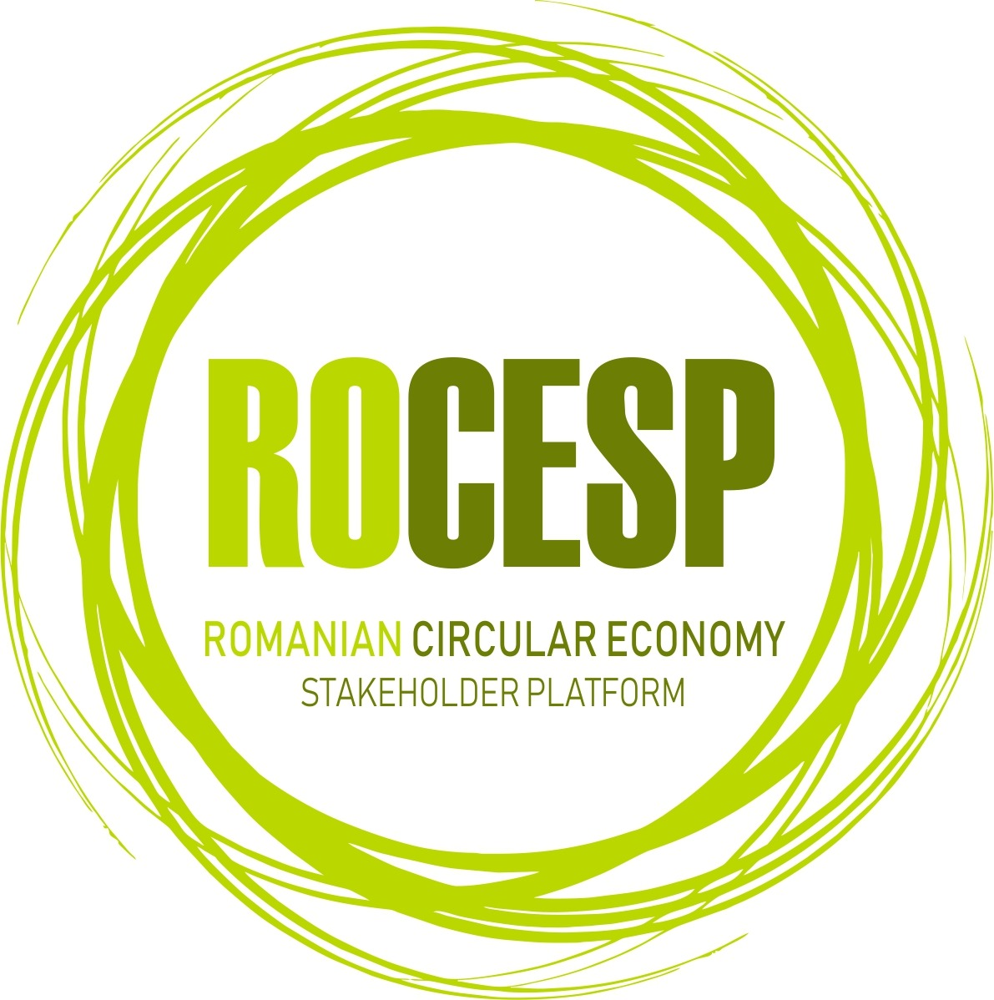 ROCESP
ROMANIAN CIRCULAR ECONOMY
STAKEHOLDER PLATFORM